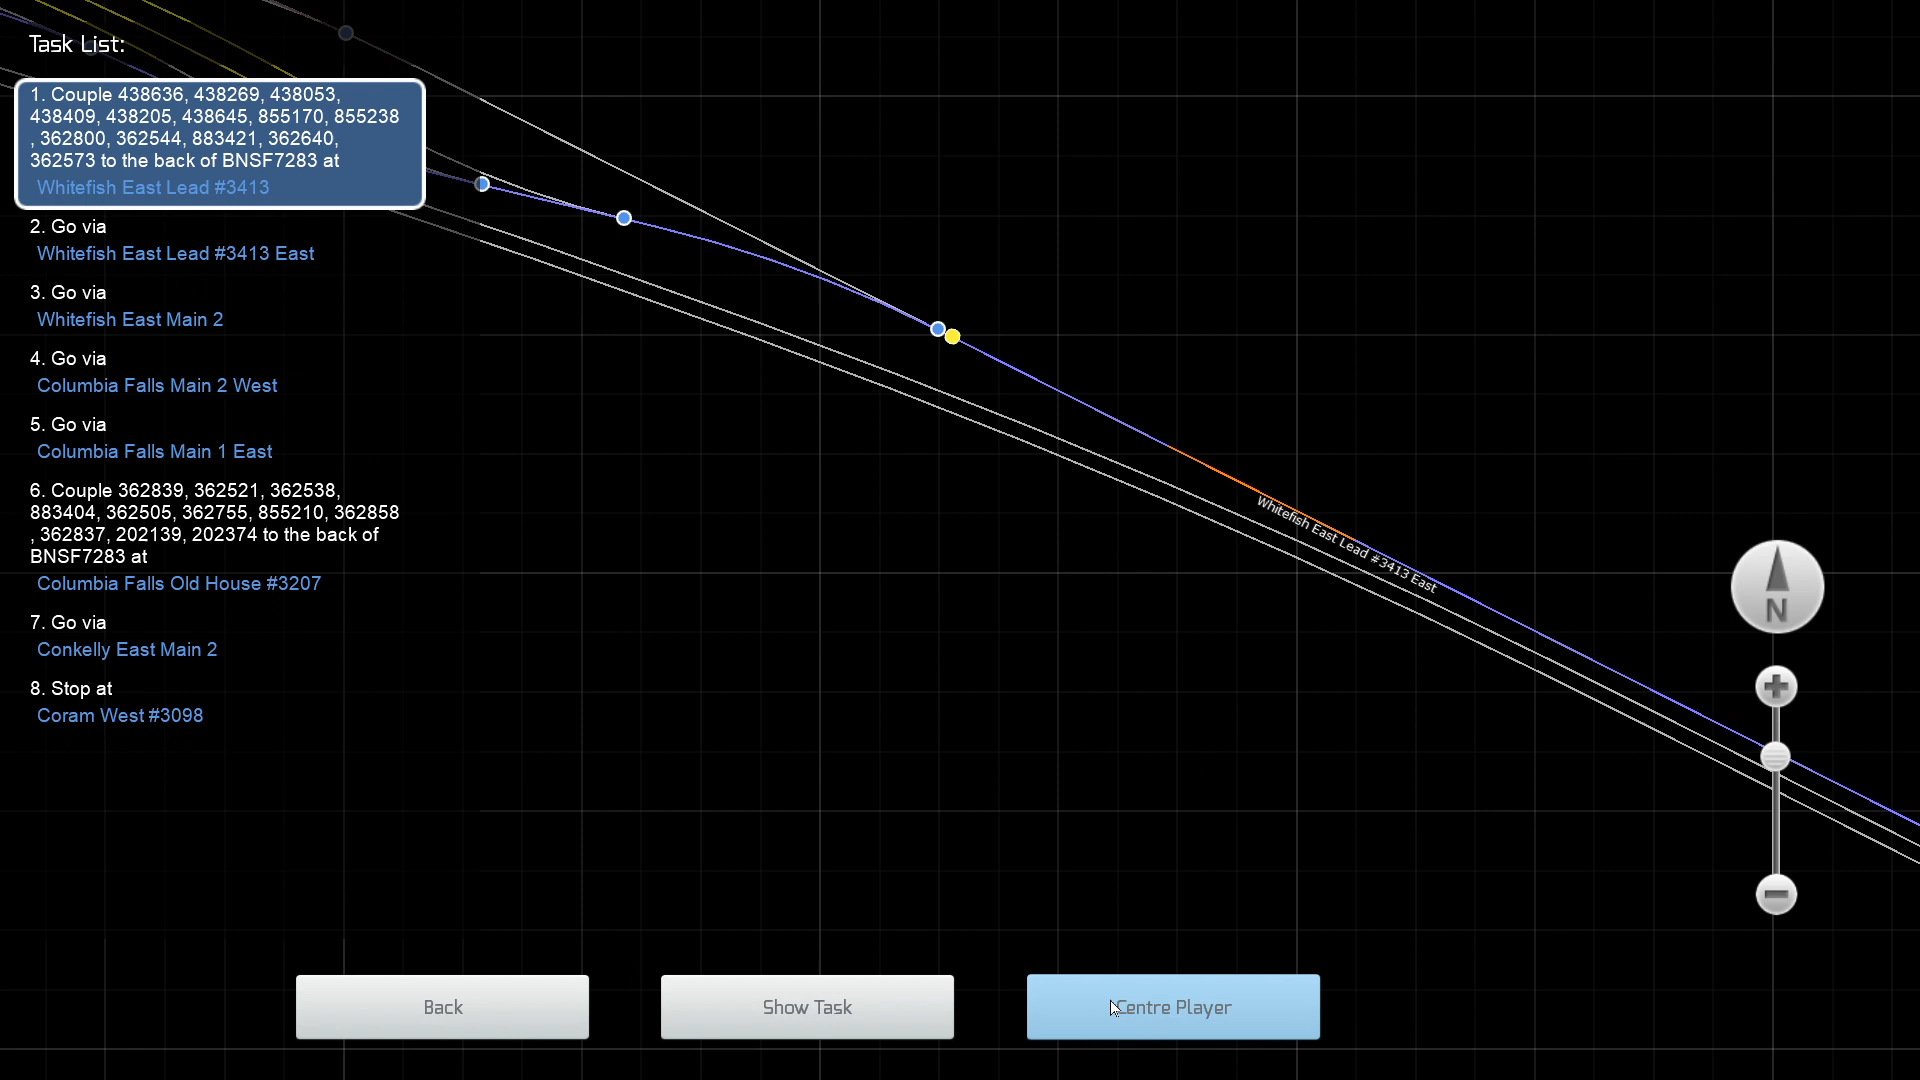 Task List:
1. Couple 438636, 438269, 438053,
438409, 438205, 438645, 855170, 855238
, 362800, 362544, 883421, 362640,
362573 to the back of BNSF7283 at
Whitefish East Lead #3413
2. Go via
Whitefish East Lead #3413 East
3. Go via
Whitefish East Main 2
4. Go via
Columbia Falls Main 2 West
5. Go via
Columbia Falls Main 1 East
6. Couple 362839, 362521, 362538,
883404, 362505, 362755, 855210, 362858
, 362837, 202139, 202374 to the back of
BNSF7283 at
Columbia Falls Old House #3207
7. Go via
Conkelly East Main 2
8. Stop at
Coram West #3098
Whitefish East Lead #3413 East
N
Back
Show Task
Centre Player